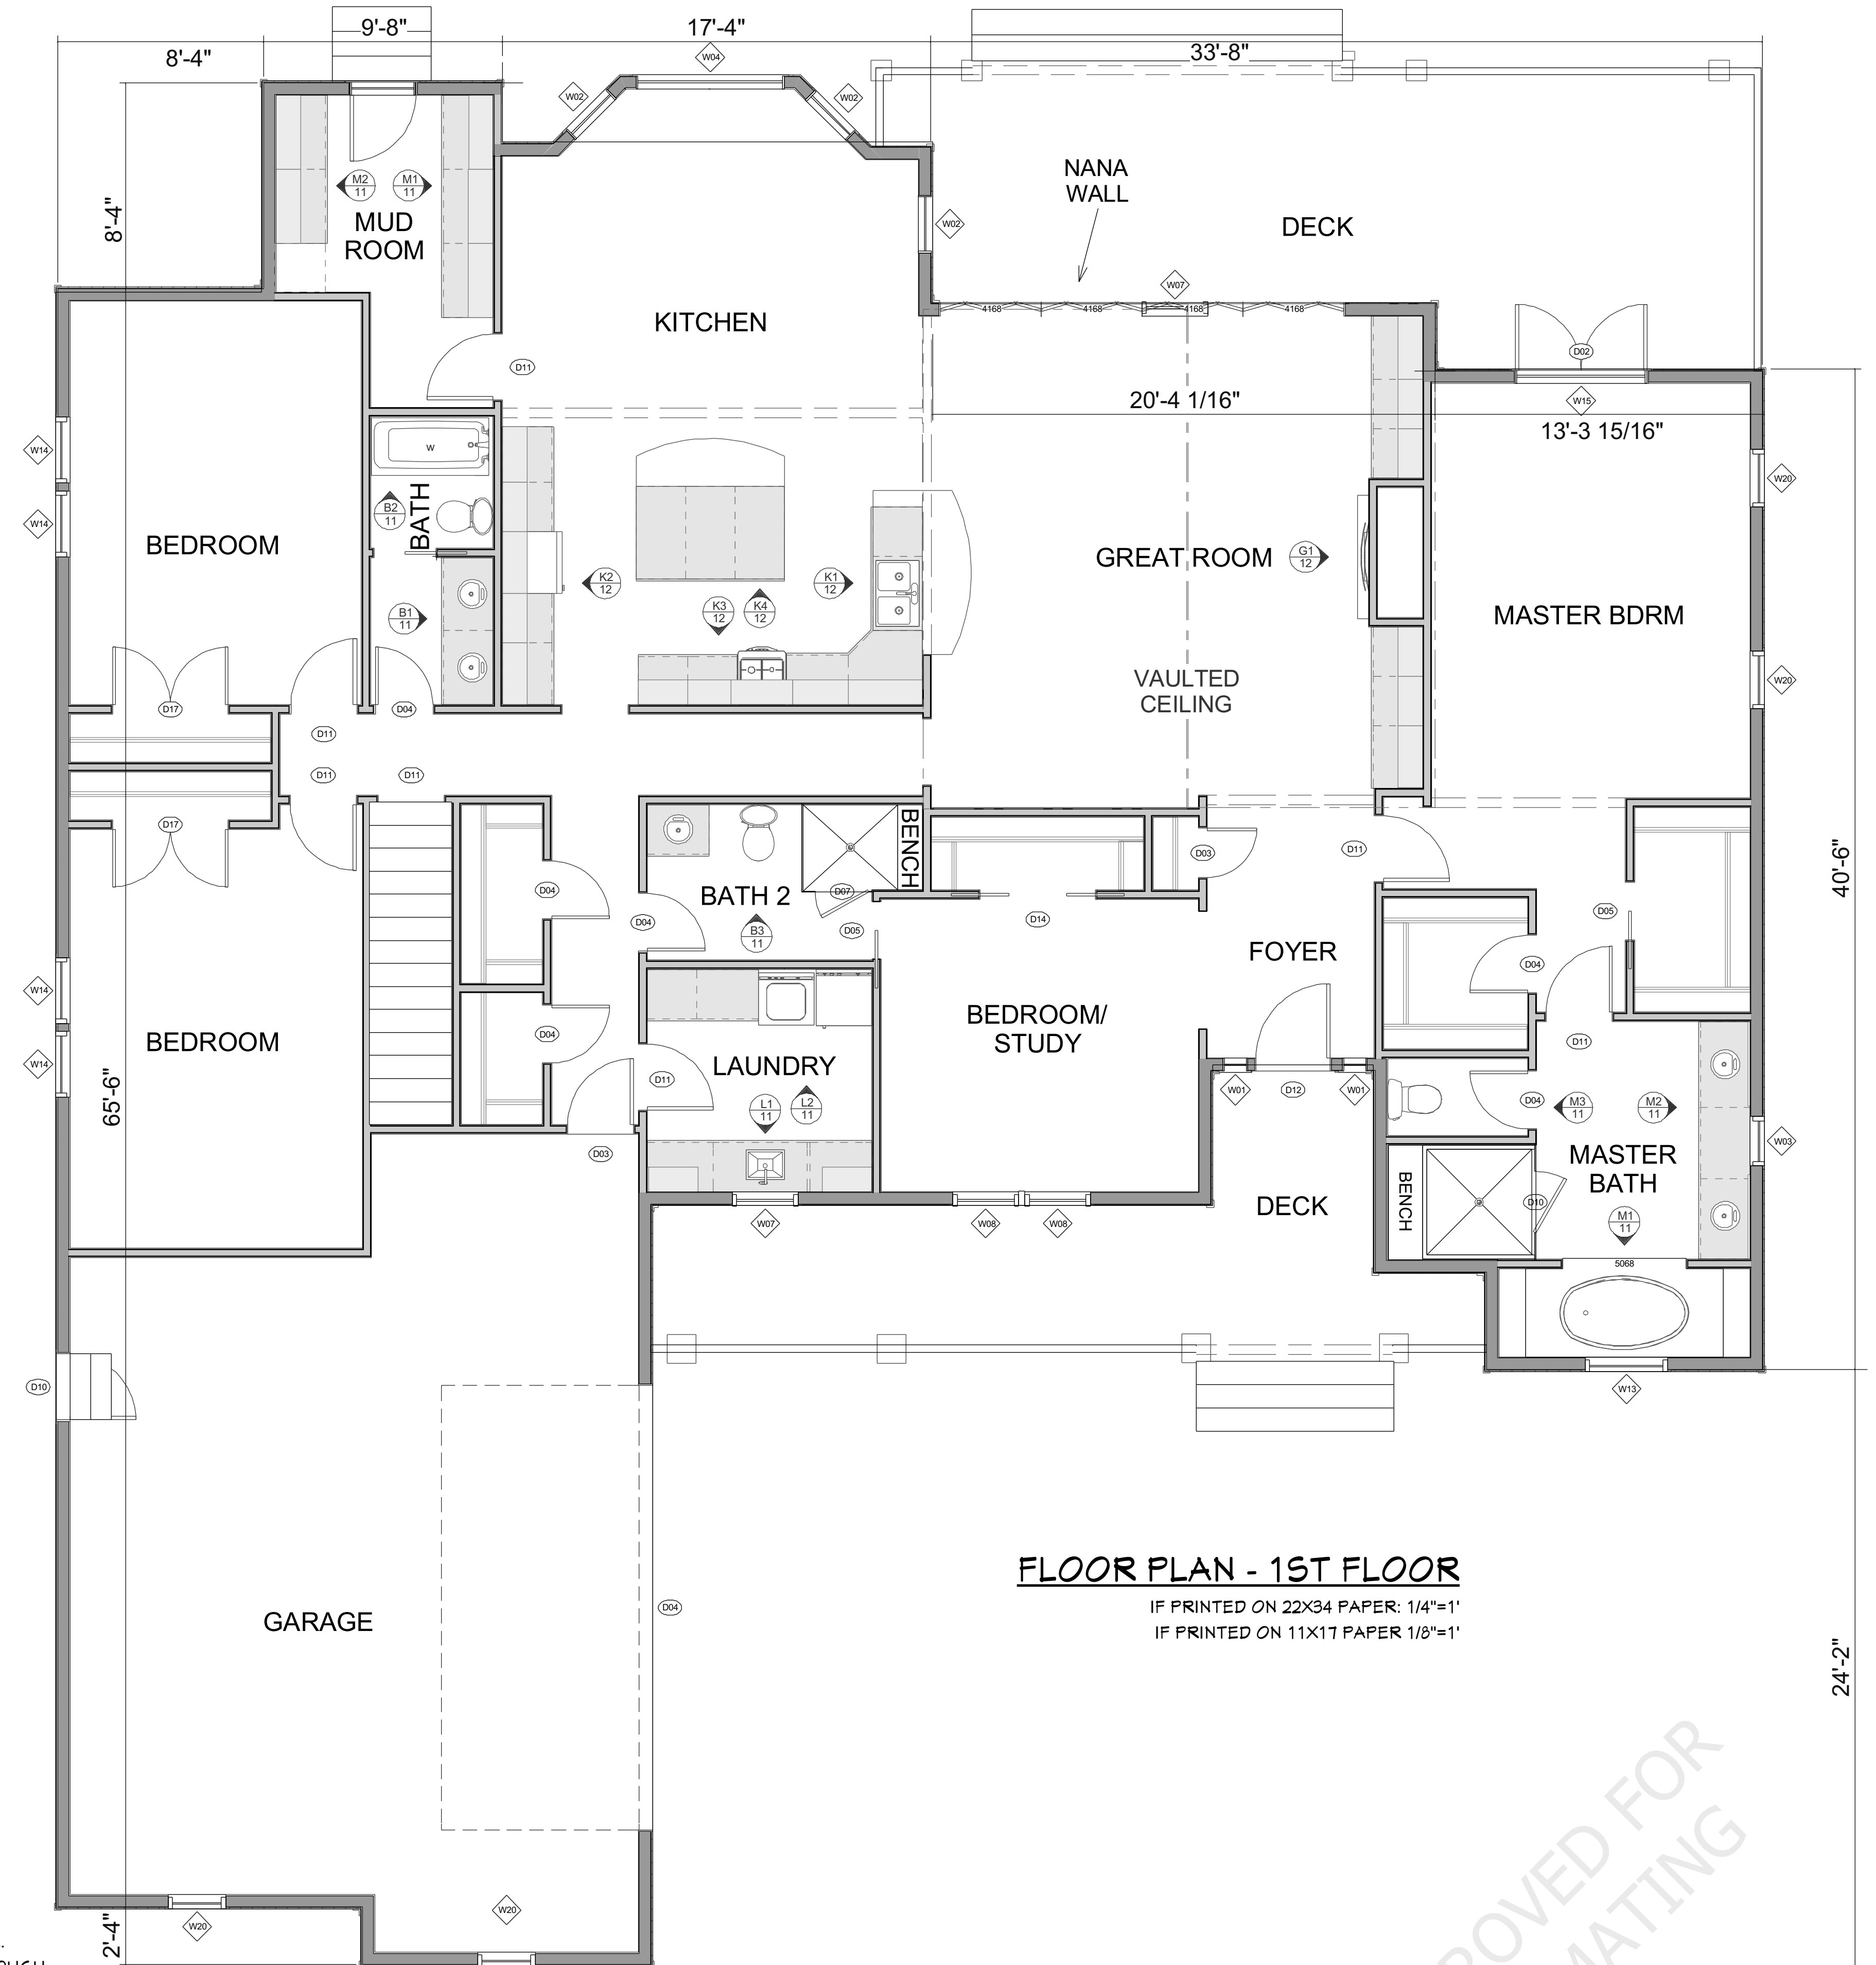 9'-8"
17'-4"
8'-4"
33'-8"
W04
W02
W02
NANA
WALL
M2
11
M1
11
MUD
ROOM
8'-4"
W02
DECK
W07
4168
4168
4168
4168
KITCHEN
D11
D02
W15
20'-4 1/16"
13'-3 15/16"
W14
W
W20
B2
11
BATH
W14
BEDROOM
GREAT ROOM
G1
12
K2
12
K1
12
K3
12
K4
12
B1
11
MASTER BDRM
VAULTED
CEILING
W20
D17
D04
D11
D11
D11
D17
BENCH
D03
D11
40'-6"
D04
BATH 2
D07
D04
B3
11
D05
D14
D05
FOYER
D04
W14
BEDROOM/
STUDY
BEDROOM
D04
D11
W14
LAUNDRY
D11
L1
11
L2
11
W01
D12
W01
D04
M3
11
M2
11
65'-6"
W03
D03
MASTER
BATH
BENCH
D10
DECK
M1
11
W07
W08
W08
5068
D10
W13
FLOOR PLAN - 1ST FLOOR
IF PRINTED ON 22X34 PAPER: 1/4"=1'
IF PRINTED ON 11X17 PAPER 1/8"=1'
D04
GARAGE
24'-2"
W20
W20
2'-4"
FOR